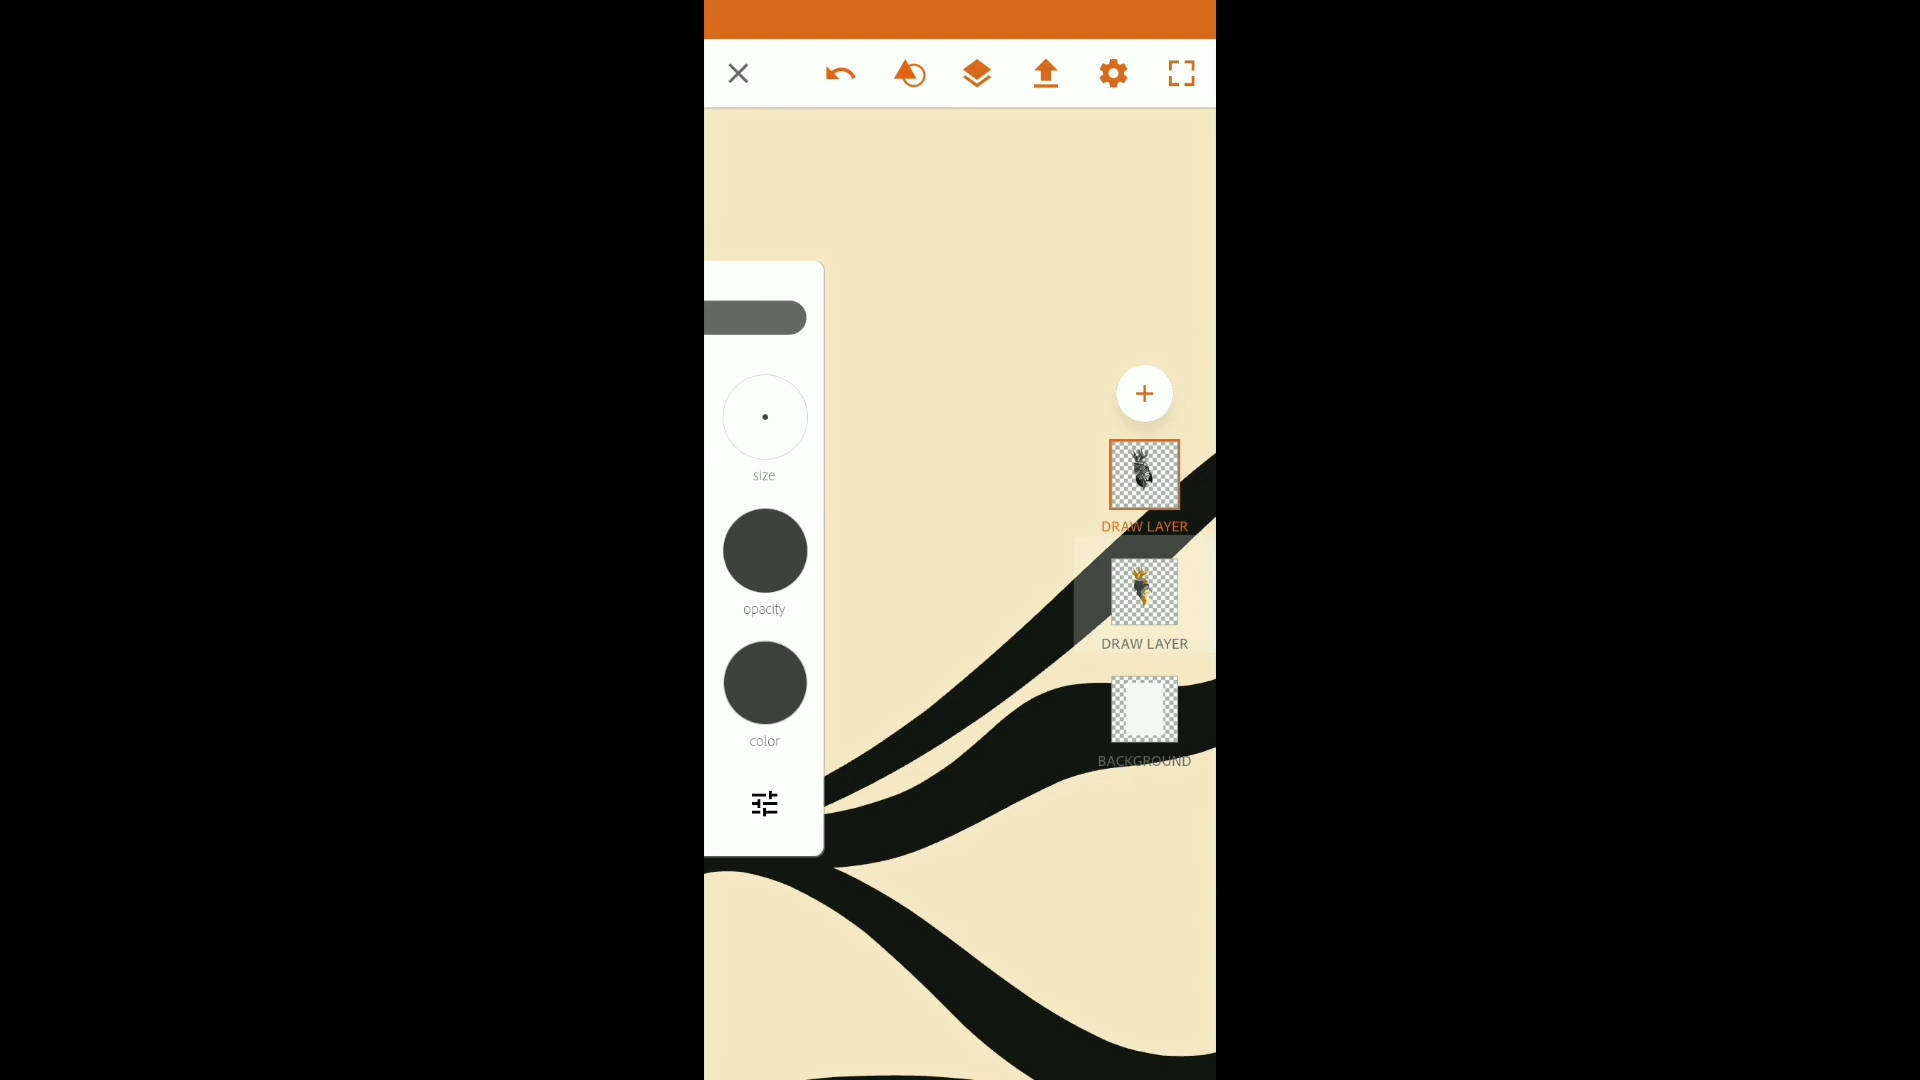 size
opacity
color
DRAW LAYER
DRAW LAYER
BACKGROUND